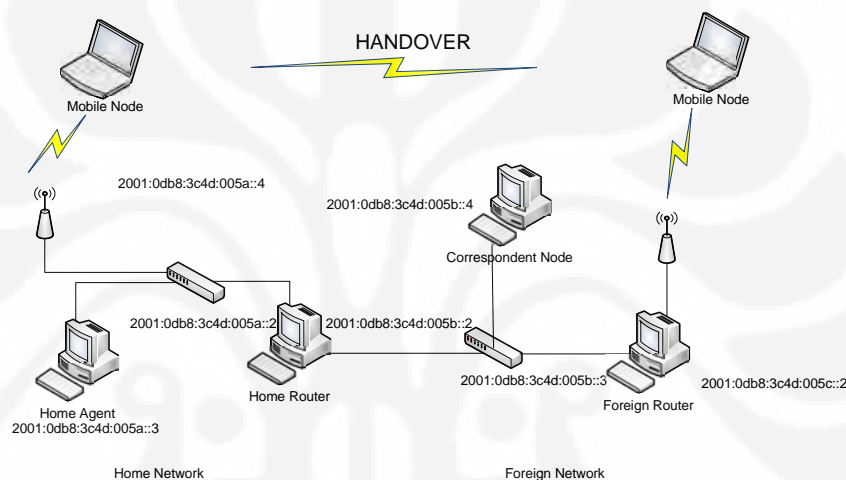 HANDOVER
Mobile Node
Mobile Node
2001:0db8:3c4d:005a::4
2001:0db8:3c4d:005b::4
Correspondent Node
2001:0db8:3c4d:005a::2
2001:0db8:3c4d:005b::2
2001:0db8:3c4d:005b::3
2001:0db8:3c4d:005c::2
Home Router
Foreign Router
Home Agent
2001:0db8:3c4d:005a::3
Home Network
Foreign Network